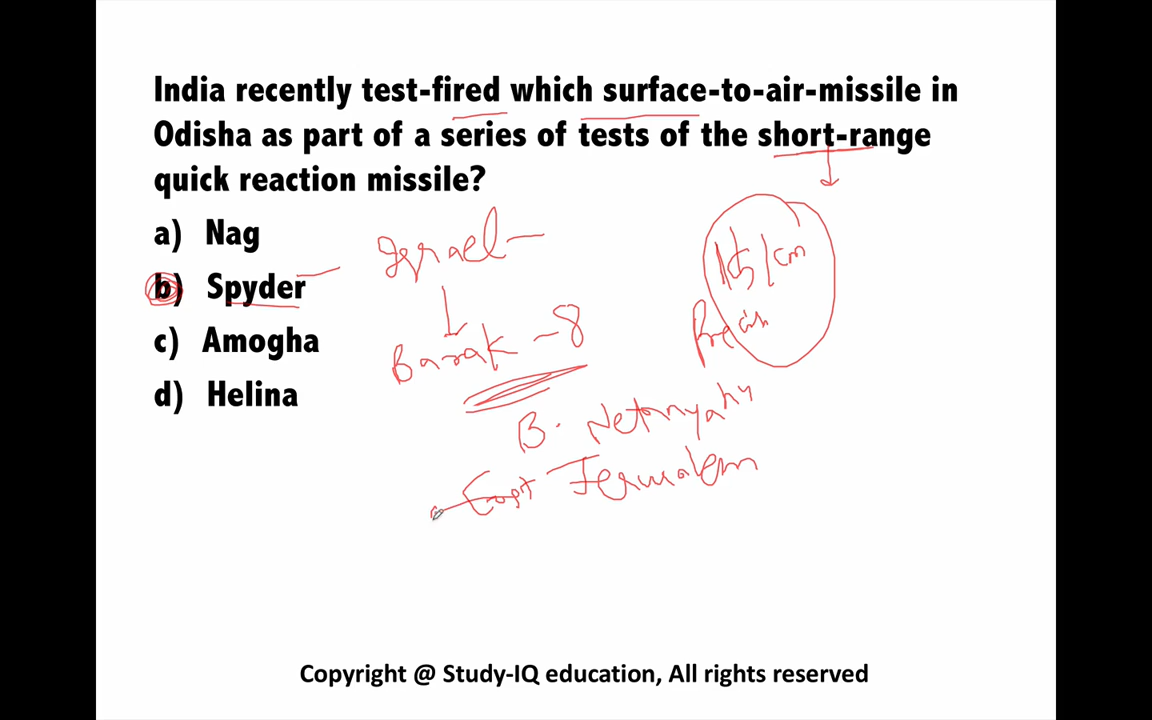 India recently test-fired which surface-to-air-missile in
Odisha as part of a series of tests of the short-range
quick reaction missile?
a) Nag
b) Spyder
c) Amogha
d) Helina
Israel
Barak - 8
B. Netanyahu
East Jerusalem
Copyright @ Study-IQ education, All rights reserved